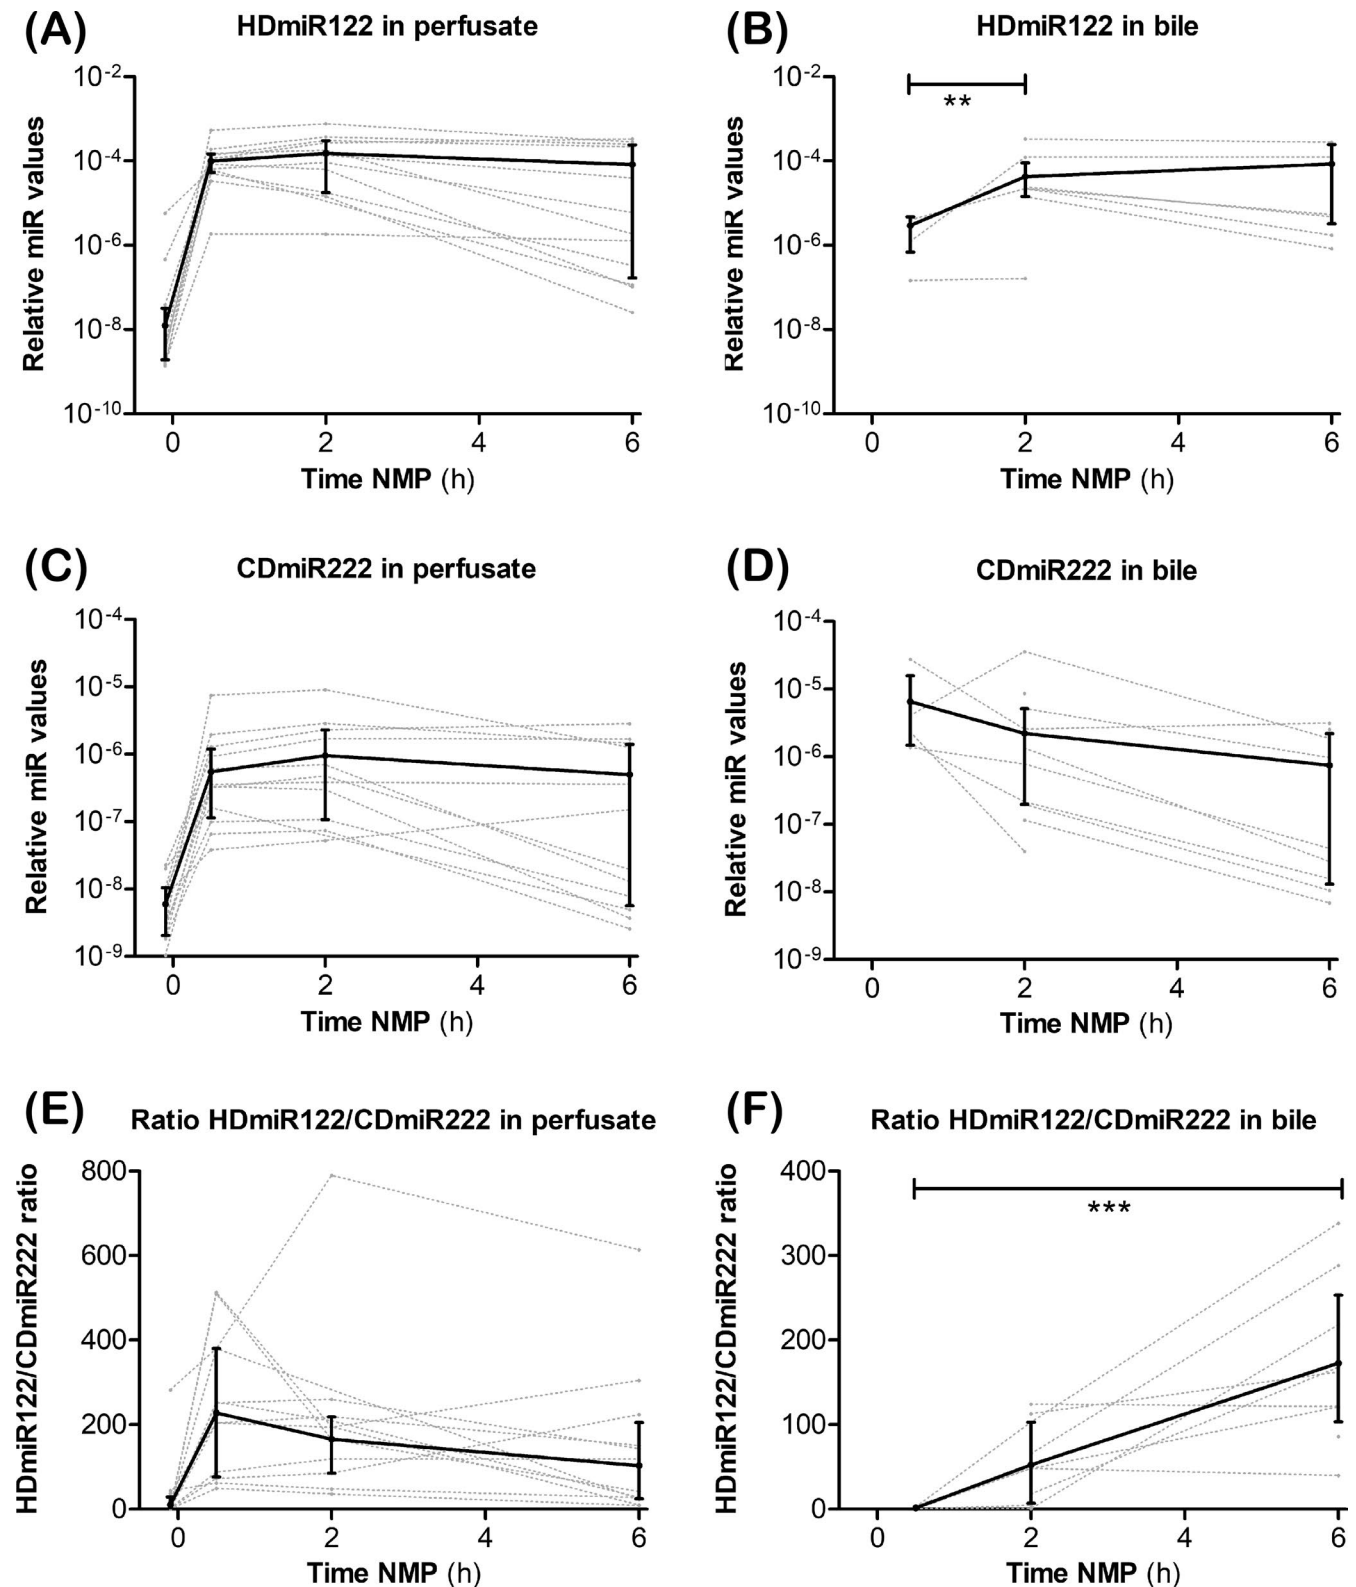 (A) HDmiR122 in perfusate
Relative miR values
10-2
10-4
10-6
10-8
10-10
0 2 4 6
Time NMP (h)
(B) HDmiR122 in bile
Relative miR values
10-2
10-4
10-6
10-8
10-10
**
0 2 4 6
Time NMP (h)
(C) CDmiR222 in perfusate
Relative miR values
10-4
10-5
10-6
10-7
10-8
10-9
0 2 4 6
Time NMP (h)
(D) CDmiR222 in bile
Relative miR values
10-4
10-5
10-6
10-7
10-8
10-9
0 2 4 6
Time NMP (h)
(E) Ratio HDmiR122/CDmiR222 in perfusate
HDmiR122/CDmiR222 ratio
800
600
400
200
0
0 2 4 6
Time NMP (h)
(F) Ratio HDmiR122/CDmiR222 in bile
HDmiR122/CDmiR222 ratio
400
300
200
100
0
***
0 2 4 6
Time NMP (h)